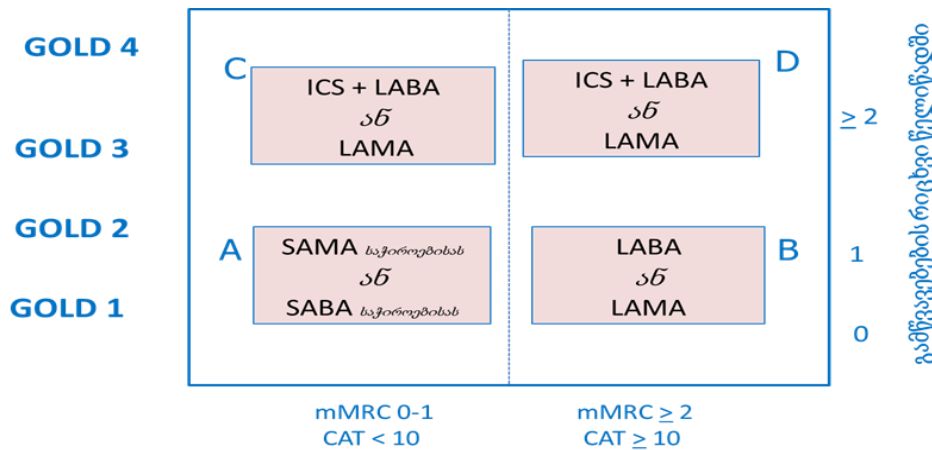 GOLD 4
GOLD 3
GOLD 2
GOLD 1
C
ICS + LABA
ან
LAMA
D
ICS + LABA
ან
LAMA
A
SAMA საჭიროებისას
ან
SABA საჭიროებისას
B
LABA
ან
LAMA
≥ 2
1
0
გამწვავებების რიცხვი წელიწადში
mMRC 0-1
CAT < 10
mMRC ≥ 2
CAT ≥ 10